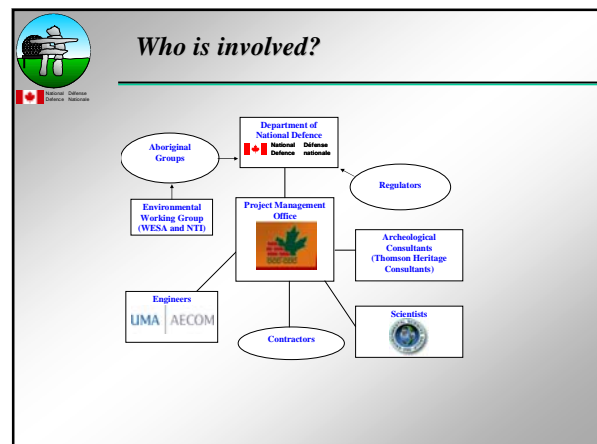 Who is involved?
National Défense
Defence Nationale
Department of
National Defence
National Défense
Defence nationale
Aboriginal
Groups
Regulators
Environmental
Working Group
(WESA and NTI)
Project Management
Office
Archeological
Consultants
(Thomson Heritage
Consultants)
Engineers
UMA AECOM
Scientists
Contractors